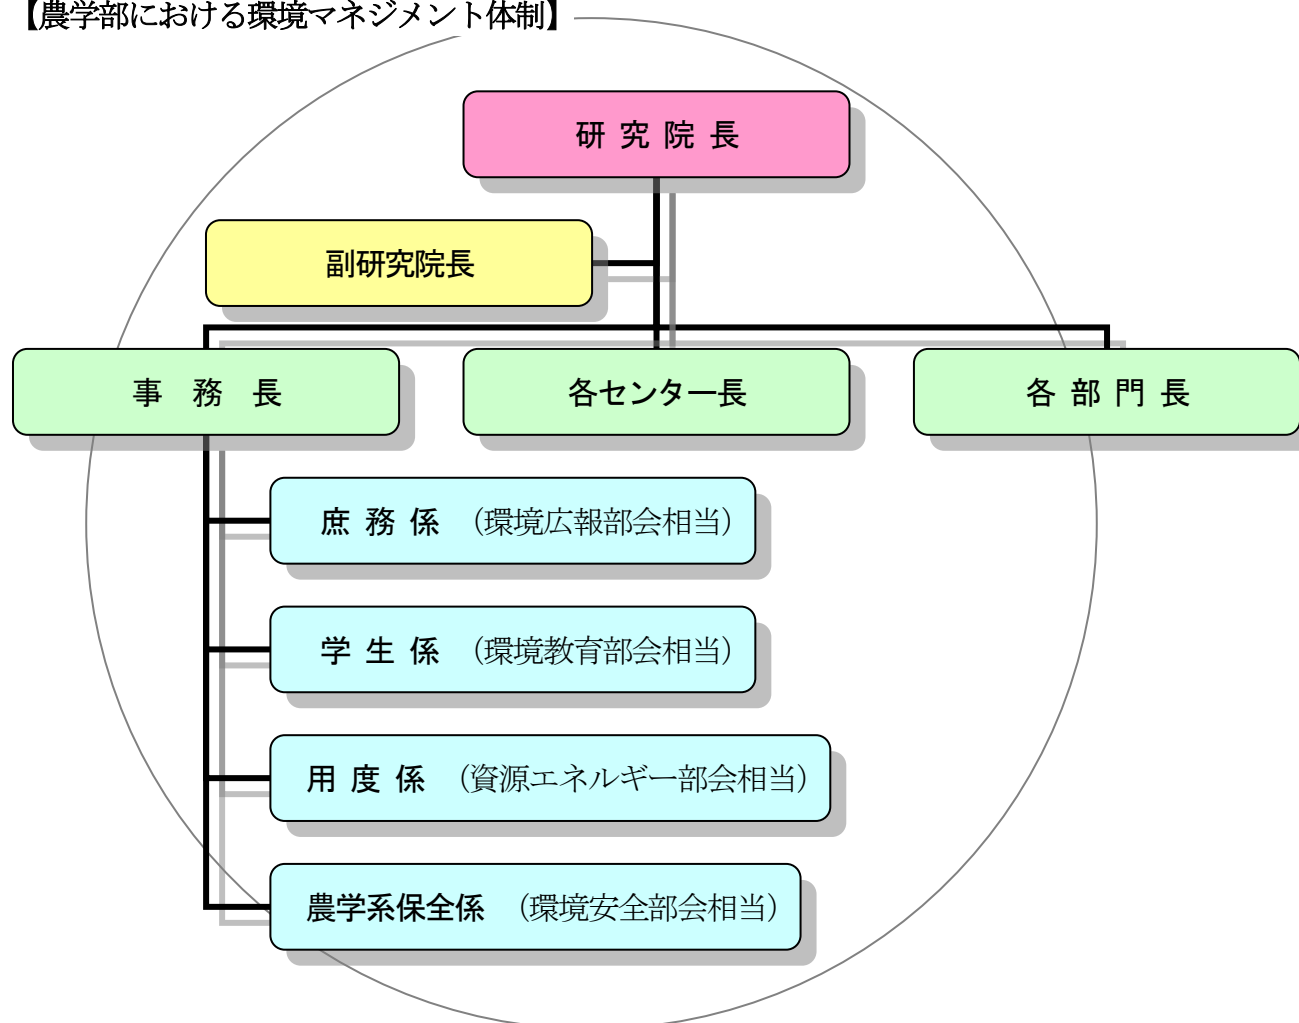 【農学部における環境マネジメント体制】
研 究 院 長
副研究院長
事　務　長
各センター長
各 部 門 長
庶 務 係　（環境広報部会相当）
学 生 係　（環境教育部会相当）
用 度 係　（資源エネルギー部会相当）
農学系保全係　（環境安全部会相当）